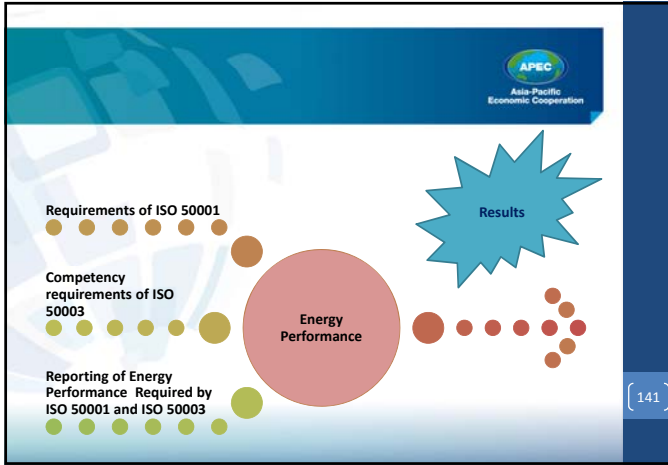 APEC
Asia-Pacific
Economic Cooperation
Results
Requirements of ISO 50001
Competency
requirements of ISO
50003
Energy
Performance
Reporting of Energy
Performance Required by
ISO 50001 and ISO 50003
141